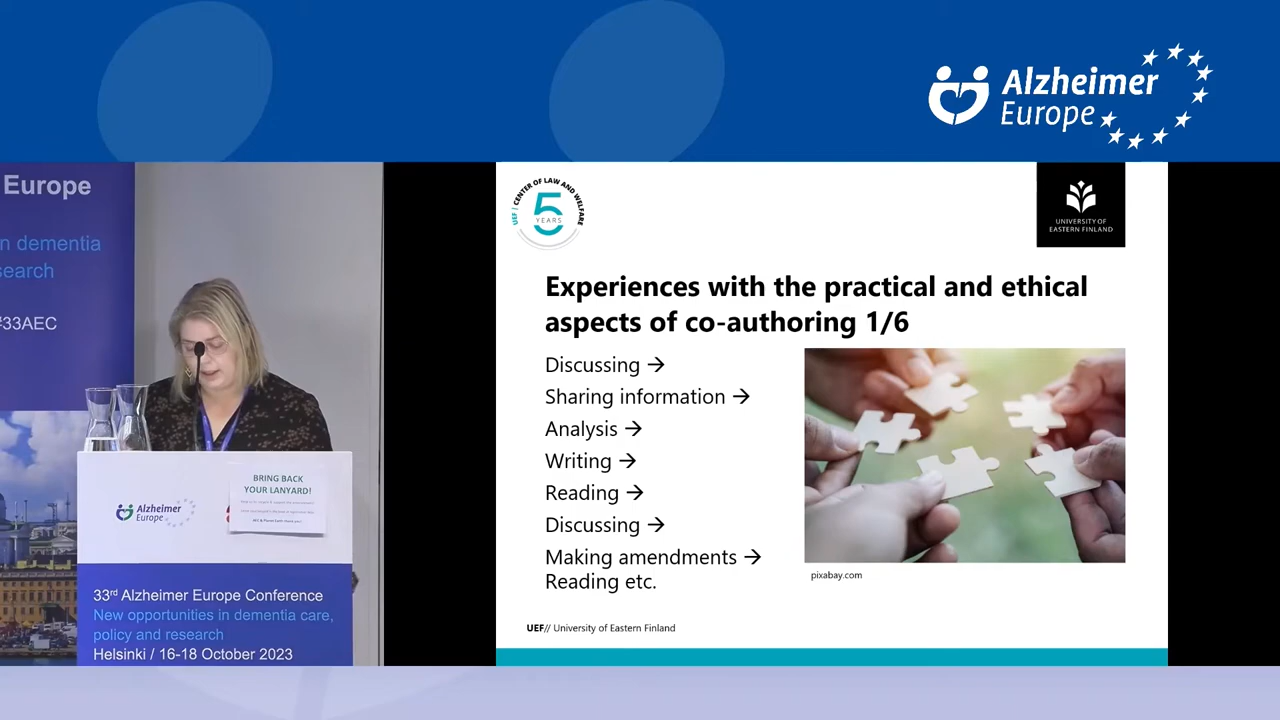 Alzheimer
Europe
Europe
n dementia
search
#33AEC
BRING BACK
YOUR LANYARD!
Alzheimer
Europe
33rd Alzheimer Europe Conference
New opportunities in dementia care,
policy and research
Helsinki / 16-18 October 2023
UEF | CENTER OF LAW AND WELFARE
5
YEARS
UNIVERSITY OF
EASTERN FINLAND
Experiences with the practical and ethical
aspects of co-authoring 1/6
Discussing →
Sharing information →
Analysis →
Writing →
Reading →
Discussing →
Making amendments →
Reading etc.
pixabay.com
UEF// University of Eastern Finland